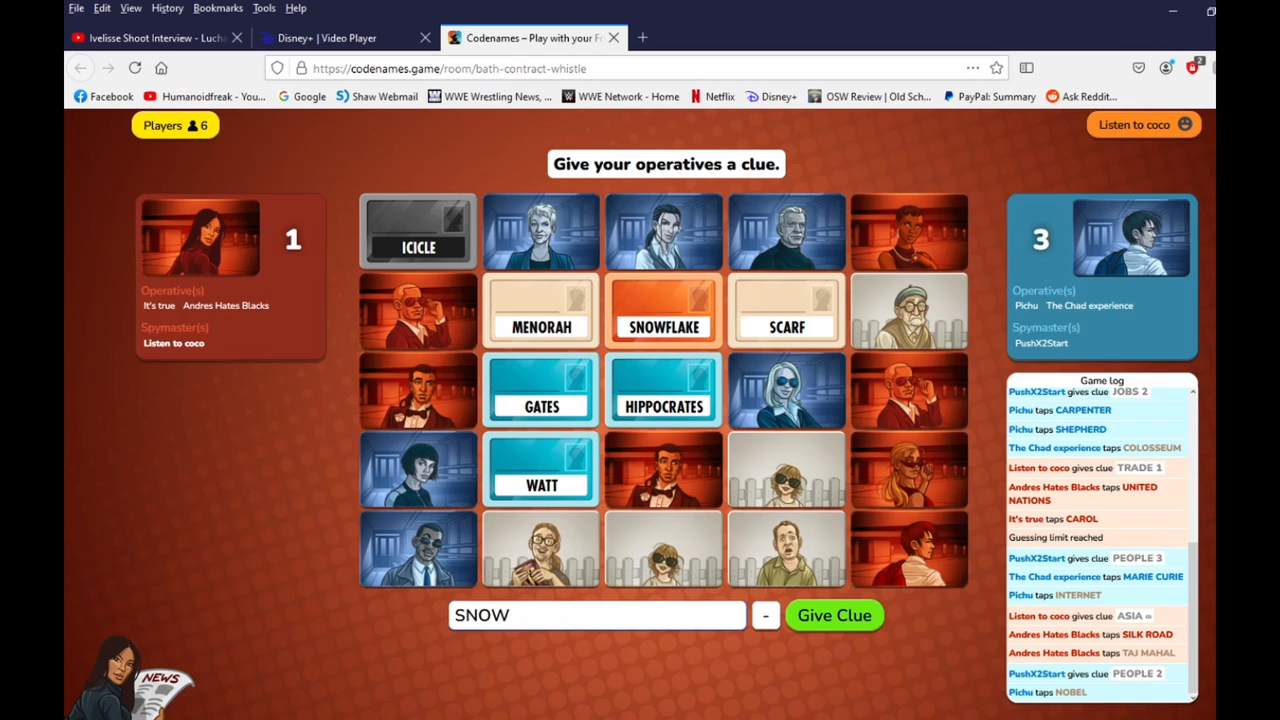 File Edit View History Bookmarks Tools Help
Ivelisse Shoot Interview - Lucha
Disney+ | Video Player
Codenames – Play with your Fr
https://codenames.game/room/bath-contract-whistle
2
Facebook
Humanoidfreak - You...
Google
Shaw Webmail
WWE Wrestling News, ...
WWE Network - Home
Netflix
Disney+
OSW Review | Old Sch...
PayPal: Summary
Ask Reddit...
Players 6
Listen to coco
Give your operatives a clue.
1
Operative(s)
It's true Andres Hates Blacks
Spymaster(s)
Listen to coco
ICICLE
MENORAH
SNOWFLAKE
SCARF
GATES
HIPPOCRATES
WATT
3
Operative(s)
Pichu The Chad experience
Spymaster(s)
PushX2Start
Game log
PushX2Start gives clue JOBS 2
Pichu taps CARPENTER
Pichu taps SHEPHERD
The Chad experience taps COLOSSEUM
Listen to coco gives clue TRADE 1
Andres Hates Blacks taps UNITED
NATIONS
It's true taps CAROL
Guessing limit reached
PushX2Start gives clue PEOPLE 3
The Chad experience taps MARIE CURIE
Pichu taps INTERNET
Listen to coco gives clue ASIA ∞
Andres Hates Blacks taps SILK ROAD
Andres Hates Blacks taps TAJ MAHAL
PushX2Start gives clue PEOPLE 2
Pichu taps NOBEL
SNOW
-
Give Clue
NEWS